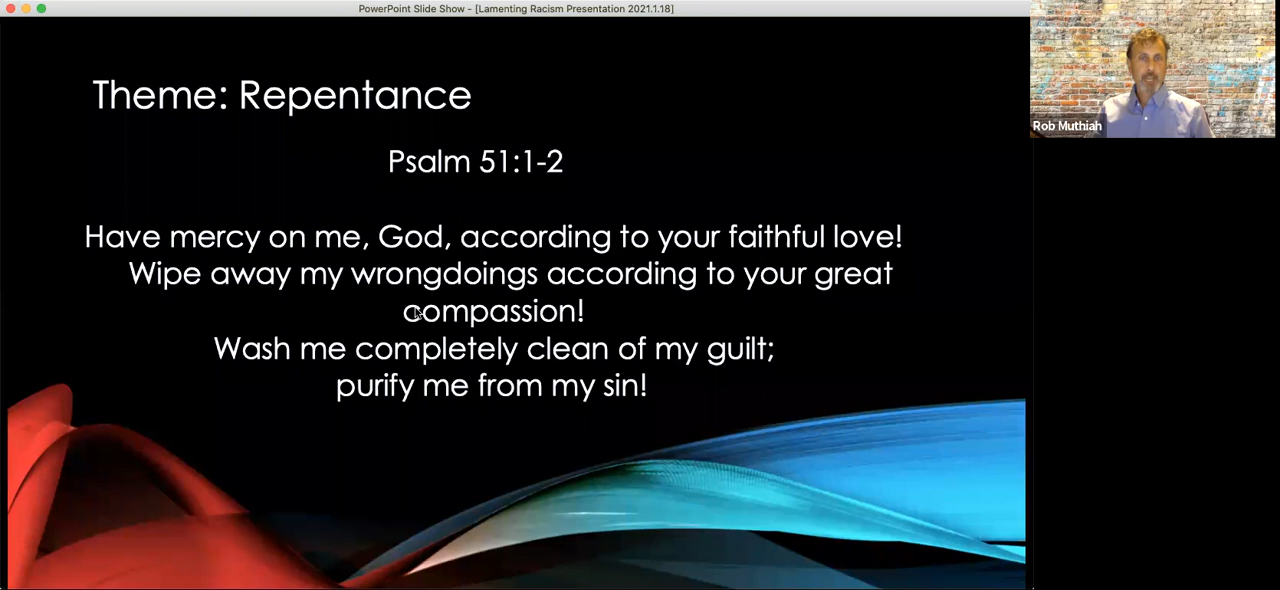 PowerPoint Slide Show - [Lamenting Racism Presentation 2021.1.18]
Theme: Repentance
Psalm 51:1-2
Have mercy on me, God, according to your faithful love!
Wipe away my wrongdoings according to your great
compassion!
Wash me completely clean of my guilt;
purify me from my sin!
Rob Muthiah